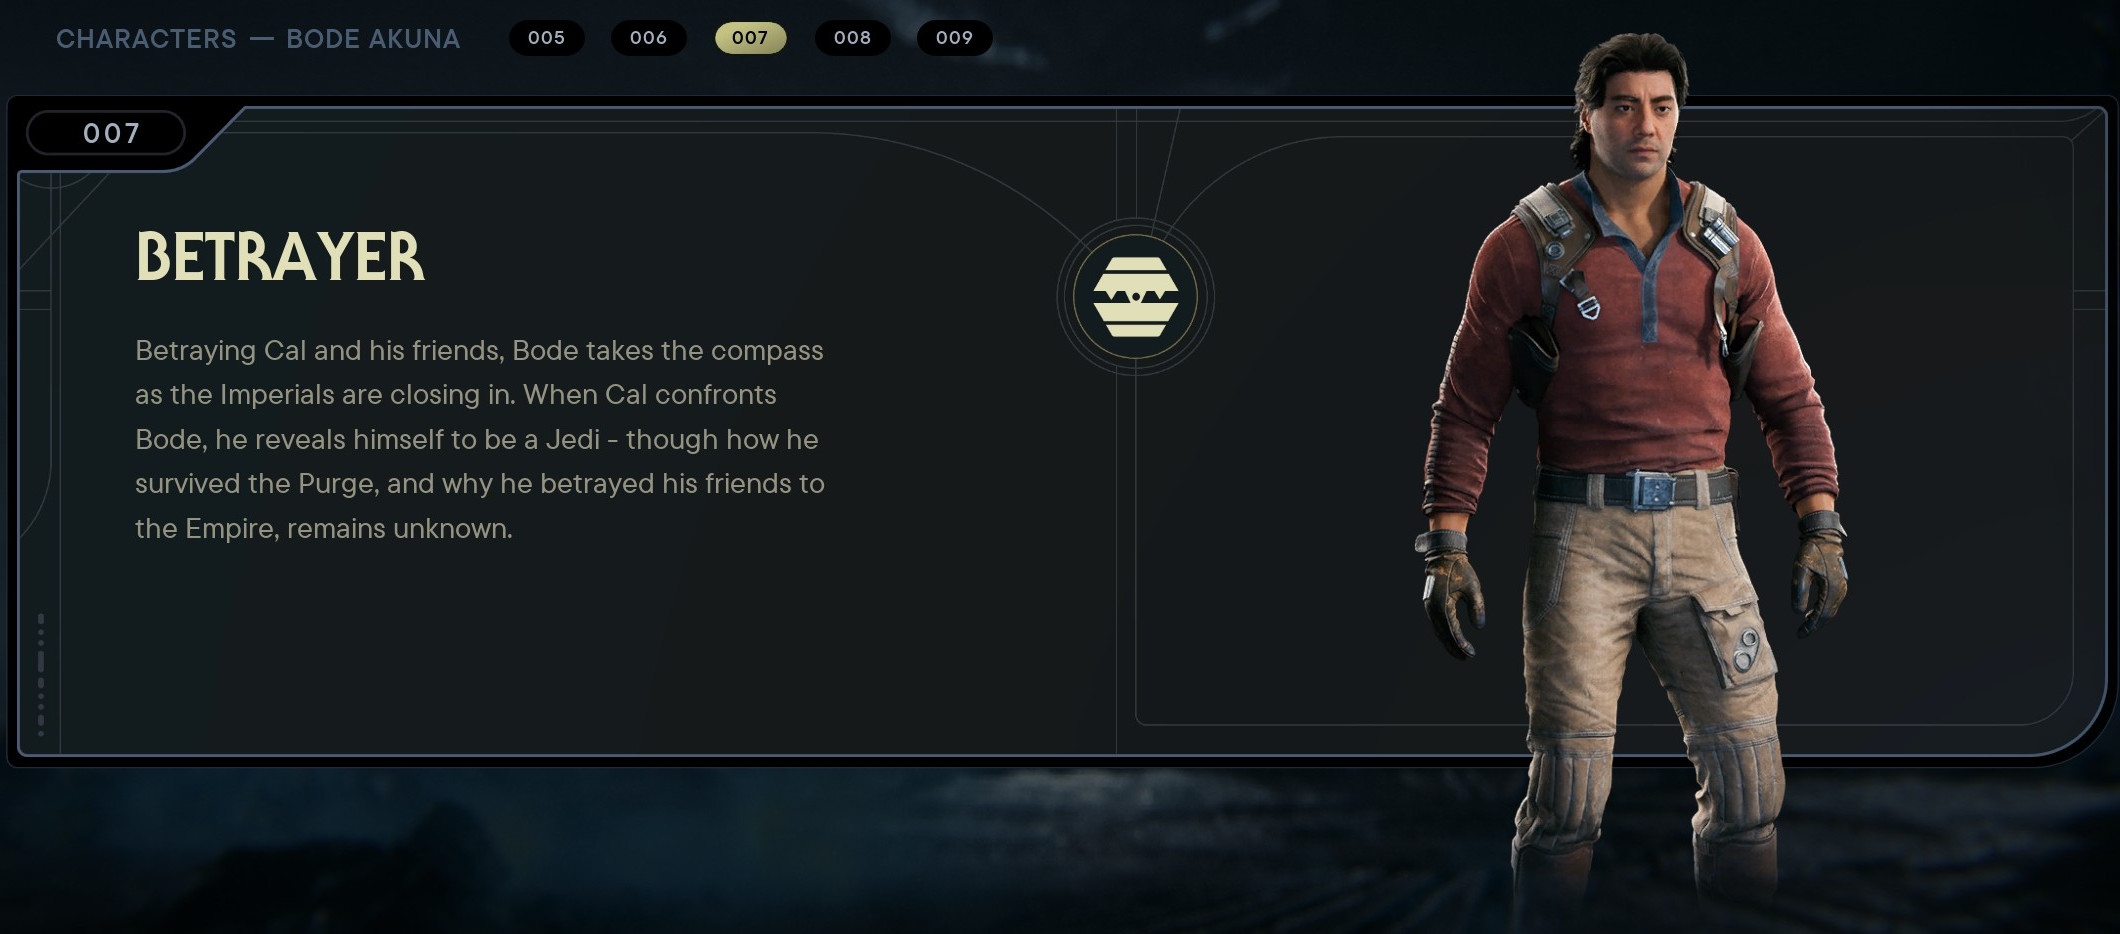 CHARACTERS — BODE AKUNA 005 006 007 008 009
007
BETRAYER
Betraying Cal and his friends, Bode takes the compass
as the Imperials are closing in. When Cal confronts
Bode, he reveals himself to be a Jedi - though how he
survived the Purge, and why he betrayed his friends to
the Empire, remains unknown.